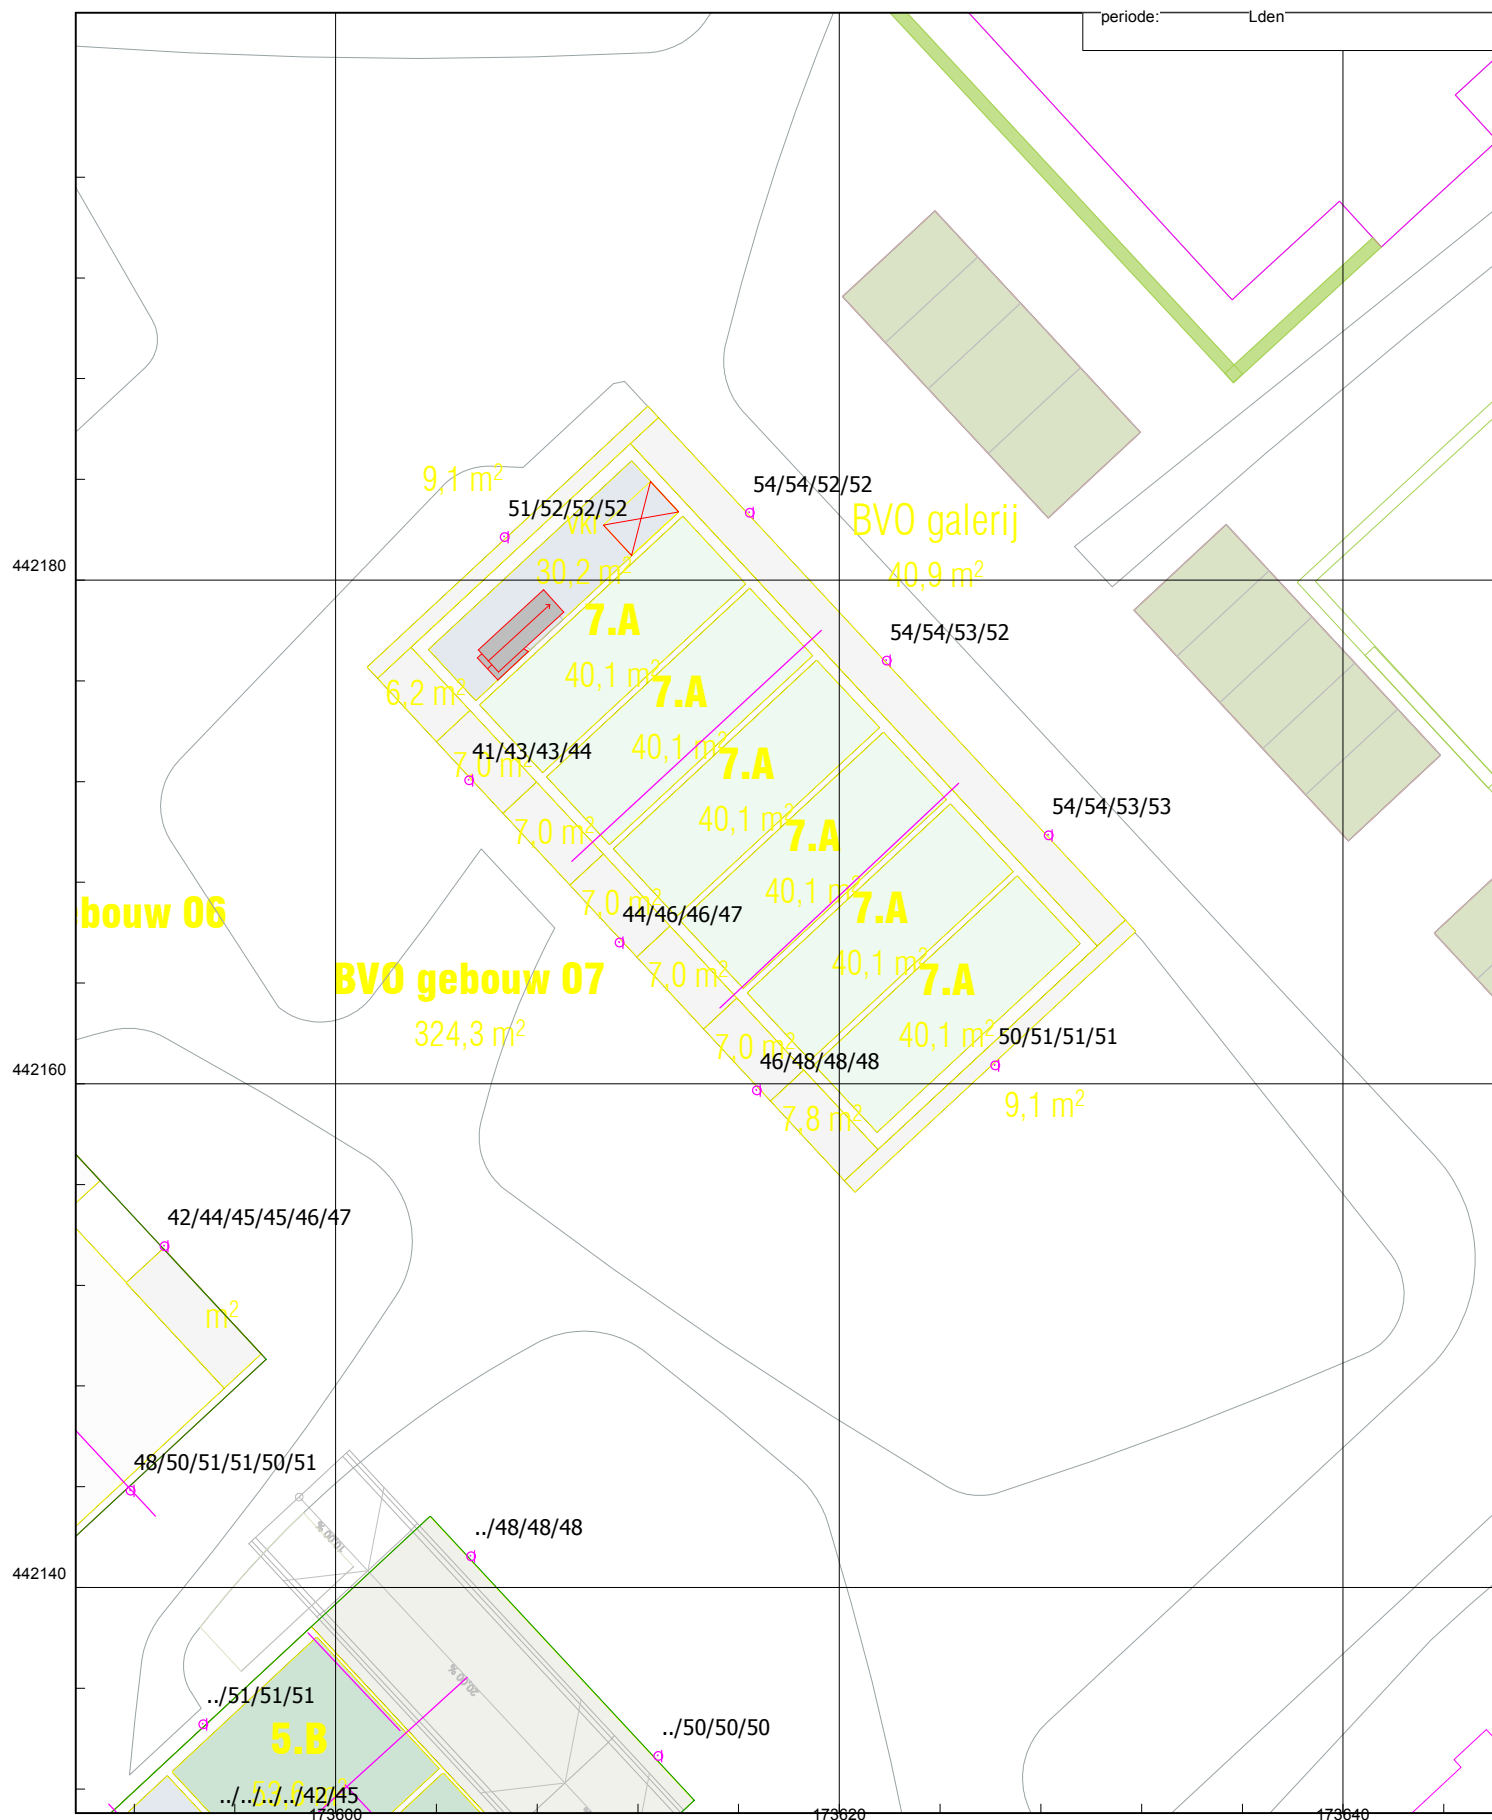 periode: Lden
9,1 m²
51/52/52/52
54/54/52/52
vkr
BVO galerij
442180
30,2 m²
40,9 m²
7.A
54/54/53/52
40,1 m²
6,2 m²
7.A
41/43/43/44
7,0 m²
40,1 m²
7.A
54/54/53/53
7,0 m²
40,1 m²
7.A
bouw 06
7,0 m²
40,1 m²
7.A
44/46/46/47
BVO gebouw 07
7,0 m²
40,1 m²
7.A
324,3 m²
7,0 m²
40,1 m²
50/51/51/51
442160
46/48/48/48
7,8 m²
9,1 m²
42/44/45/45/46/47
m²
48/50/51/51/50/51
../48/48/48
10.00 %
442140
20.00 %
../51/51/51
5.B
../50/50/50
../../../../42/45
173600
173620
173640